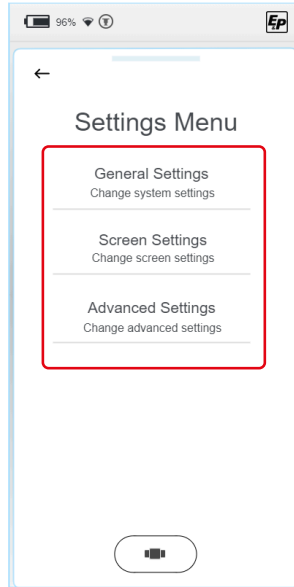 96%
EP
Settings Menu
General Settings
Change system settings
Screen Settings
Change screen settings
Advanced Settings
Change advanced settings